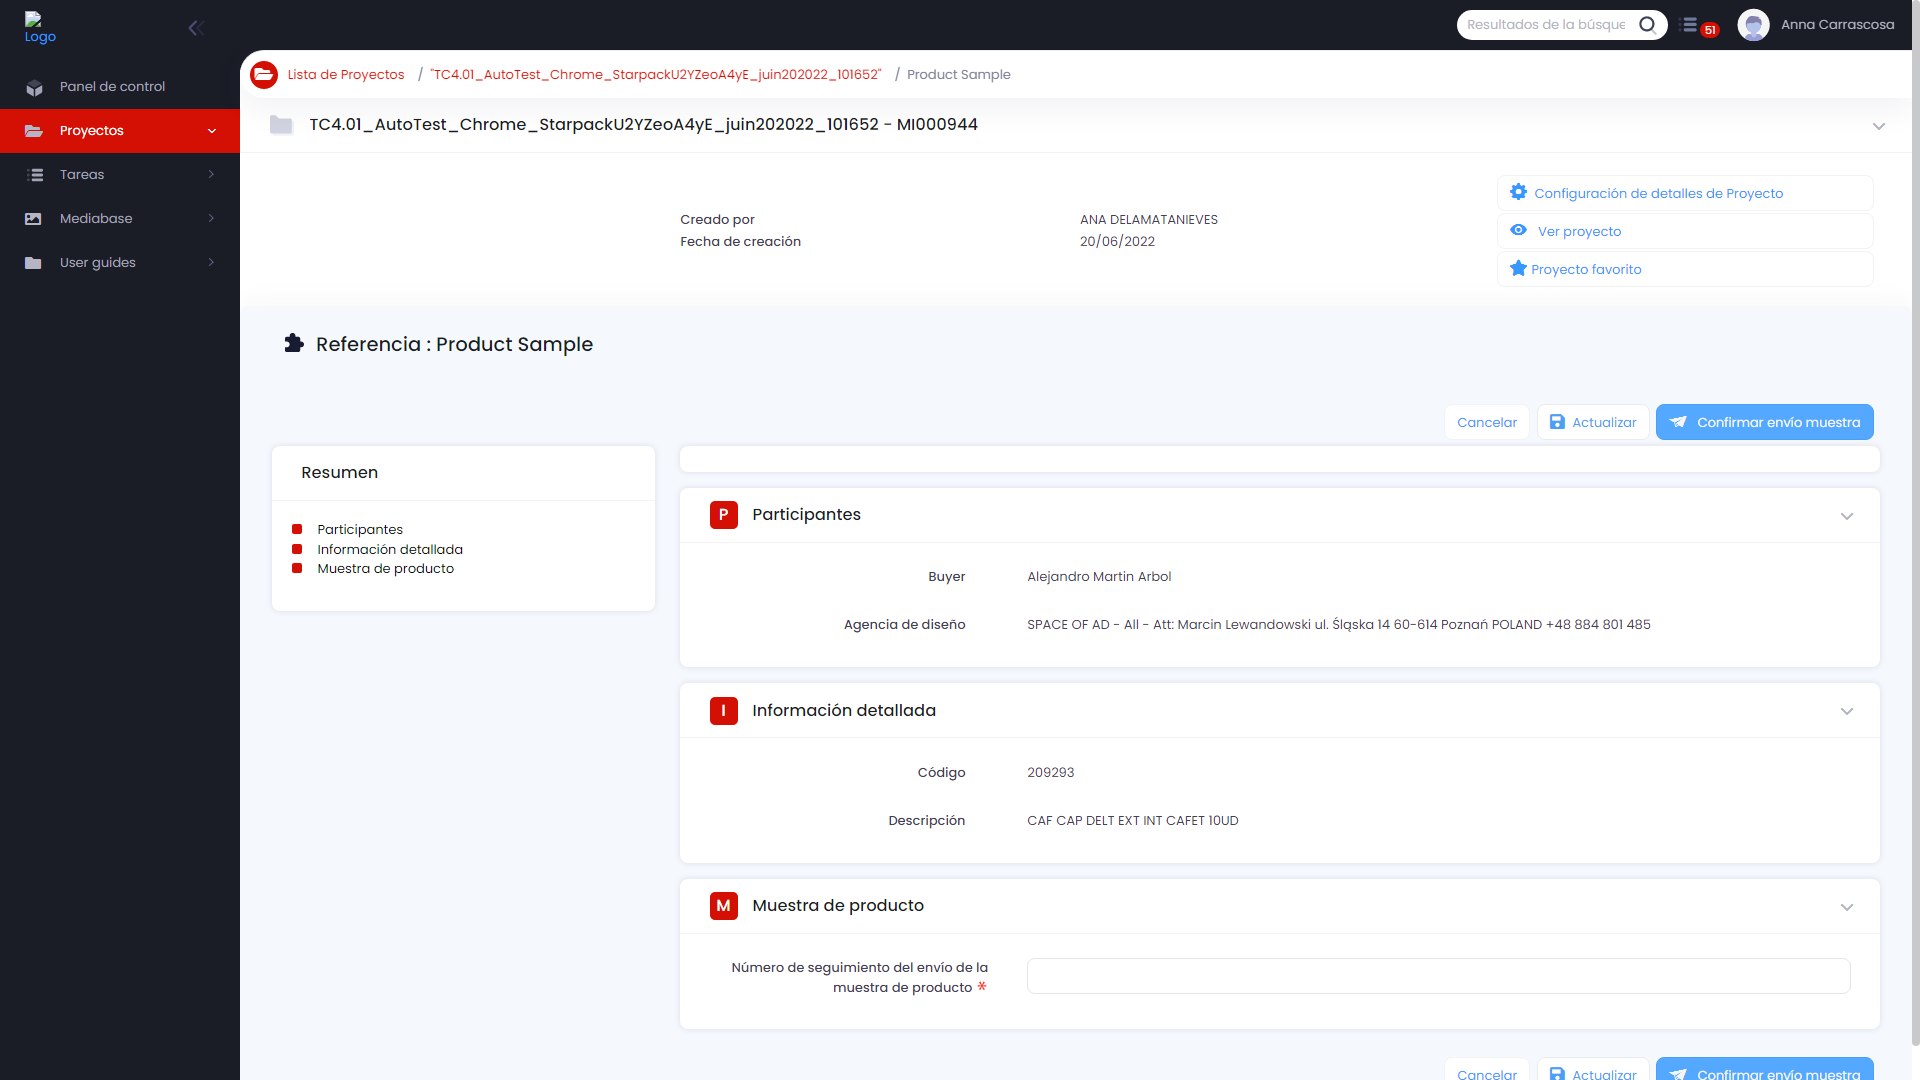 Logo
Resultados de la búsque
51
Anna Carrascosa
Panel de control
Proyectos
Tareas
Mediabase
User guides
Lista de Proyectos / "TC4.01_AutoTest_Chrome_StarpackU2YZeoA4yE_juin202022_101652" / Product Sample
TC4.01_AutoTest_Chrome_StarpackU2YZeoA4yE_juin202022_101652 - MI000944
Creado por ANA DELAMATANIEVES
Fecha de creación 20/06/2022
Configuración de detalles de Proyecto
Ver proyecto
Proyecto favorito
Referencia : Product Sample
Cancelar
Actualizar
Confirmar envío muestra
Resumen
Participantes
Información detallada
Muestra de producto
P Participantes
Buyer Alejandro Martin Arbol
Agencia de diseño SPACE OF AD - All - Att: Marcin Lewandowski ul. Śląska 14 60-614 Poznań POLAND +48 884 801 485
I Información detallada
Código 209293
Descripción CAF CAP DELT EXT INT CAFET 10UD
M Muestra de producto
Número de seguimiento del envío de la
muestra de producto *
Cancelar
Actualizar
Confirmar envío muestra